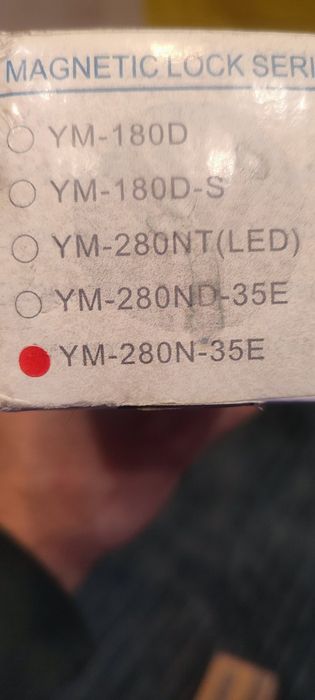 MAGNETIC LOCK SERI
YM-180D
YM-180D-S
YM-280NT(LED)
YM-280ND-35E
YM-280N-35E